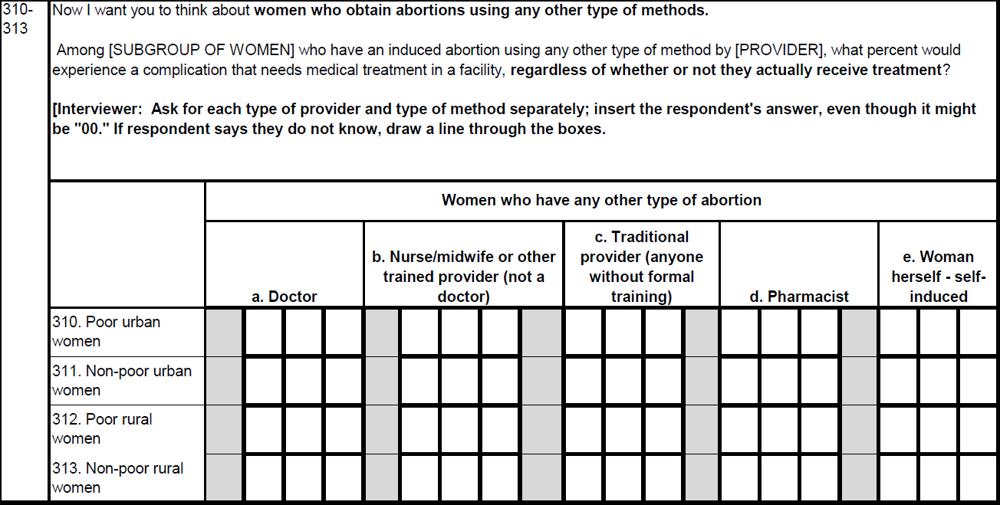 310-
313
Now I want you to think about women who obtain abortions using any other type of methods.
Among [SUBGROUP OF WOMEN] who have an induced abortion using any other type of method by [PROVIDER], what percent would
experience a complication that needs medical treatment in a facility, regardless of whether or not they actually receive treatment?
[Interviewer:  Ask for each type of provider and type of method separately; insert the respondent's answer, even though it might
be "00." If respondent says they do not know, draw a line through the boxes.
Women who have any other type of abortion
a. Doctor
b. Nurse/midwife or other
trained provider (not a
doctor)
c. Traditional
provider (anyone
without formal
training)
d. Pharmacist
e. Woman
herself - self-
induced
310. Poor urban
women
311. Non-poor urban
women
312. Poor rural
women
313. Non-poor rural
women